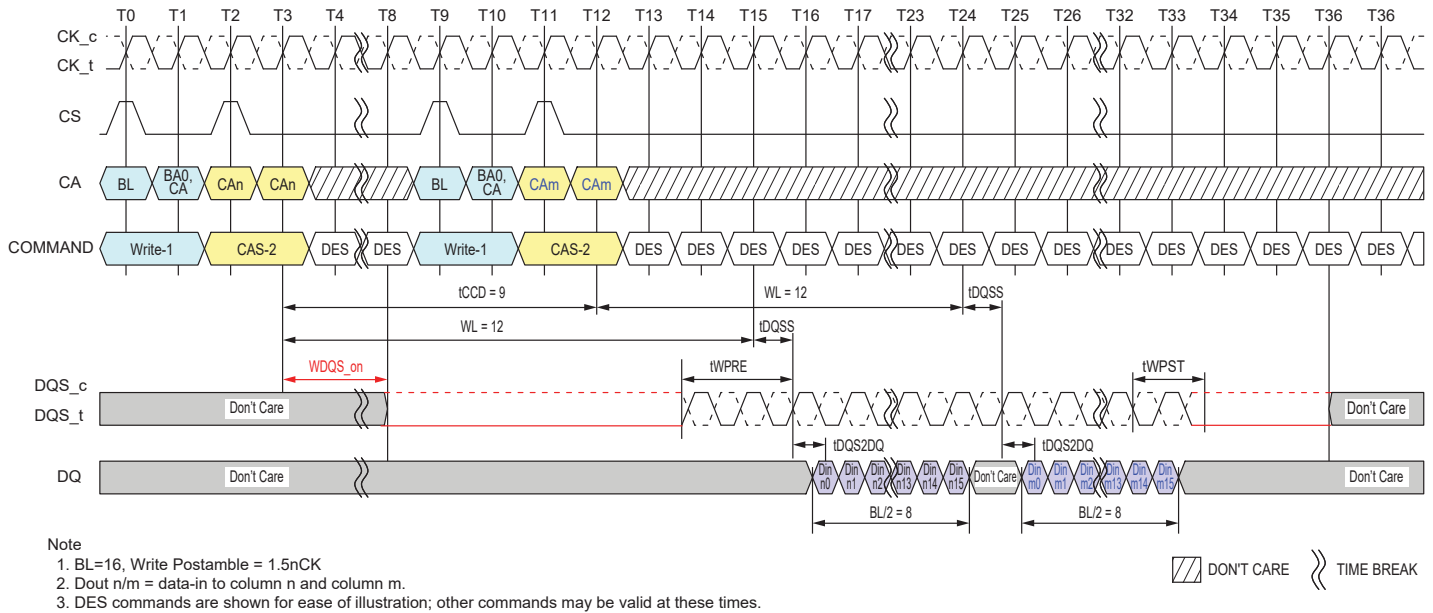 T0 T1 T2 T3 T4 T8 T9 T10 T11 T12 T13 T14 T15 T16 T17 T23 T24 T25 T26 T32 T33 T34 T35 T36 T36
CK_c
CK_t
CS
CA BL BA0, CA CAn CAn BL BA0, CA CAm CAm
COMMAND Write-1 CAS-2 DES DES Write-1 CAS-2 DES DES DES DES DES DES DES DES DES DES DES DES DES DES DES
tCCD = 9 WL = 12 tDQSS
WL = 12 tDQSS
WDQS_on tWPRE tWPST
DQS_c
DQS_t Don't Care Don't Care
tDQS2DQ tDQS2DQ
DQ Don't Care Din n0 Din n1 Din n2 Din n13 Din n14 Din n15 Don't Care Din m0 Din m1 Din m2 Din m13 Din m14 Din m15 Don't Care
BL/2 = 8 BL/2 = 8
Note
1. BL=16, Write Postamble = 1.5nCK
2. Dout n/m = data-in to column n and column m.
3. DES commands are shown for ease of illustration; other commands may be valid at these times.
DON'T CARE TIME BREAK